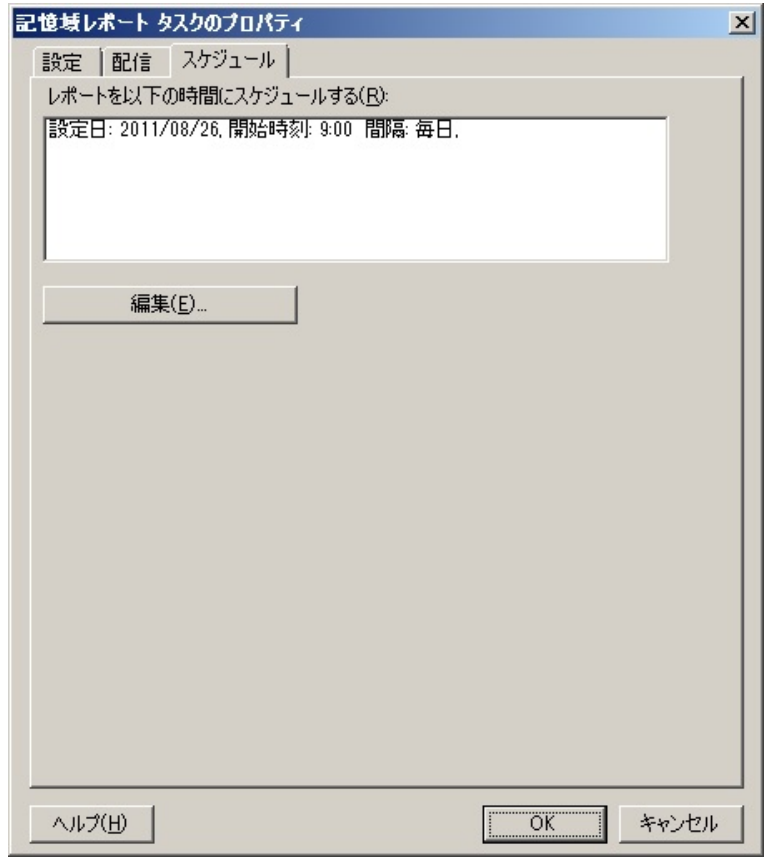 記憶域レポート タスクのプロパティ
設定 配信 スケジュール
レポートを以下の時間にスケジュールする(R):
設定日: 2011/08/26, 開始時刻: 9:00 間隔: 毎日,
編集(E)...
ヘルプ(H) OK キャンセル